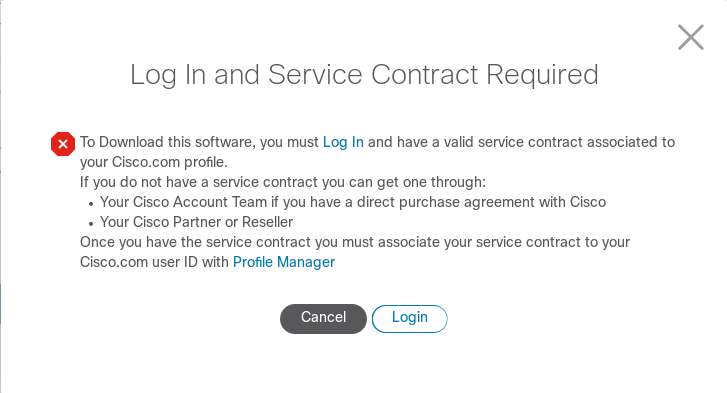 Log In and Service Contract Required
To Download this software, you must Log In and have a valid service contract associated to
your Cisco.com profile.
If you do not have a service contract you can get one through:
• Your Cisco Account Team if you have a direct purchase agreement with Cisco
• Your Cisco Partner or Reseller
Once you have the service contract you must associate your service contract to your
Cisco.com user ID with Profile Manager
Cancel Login